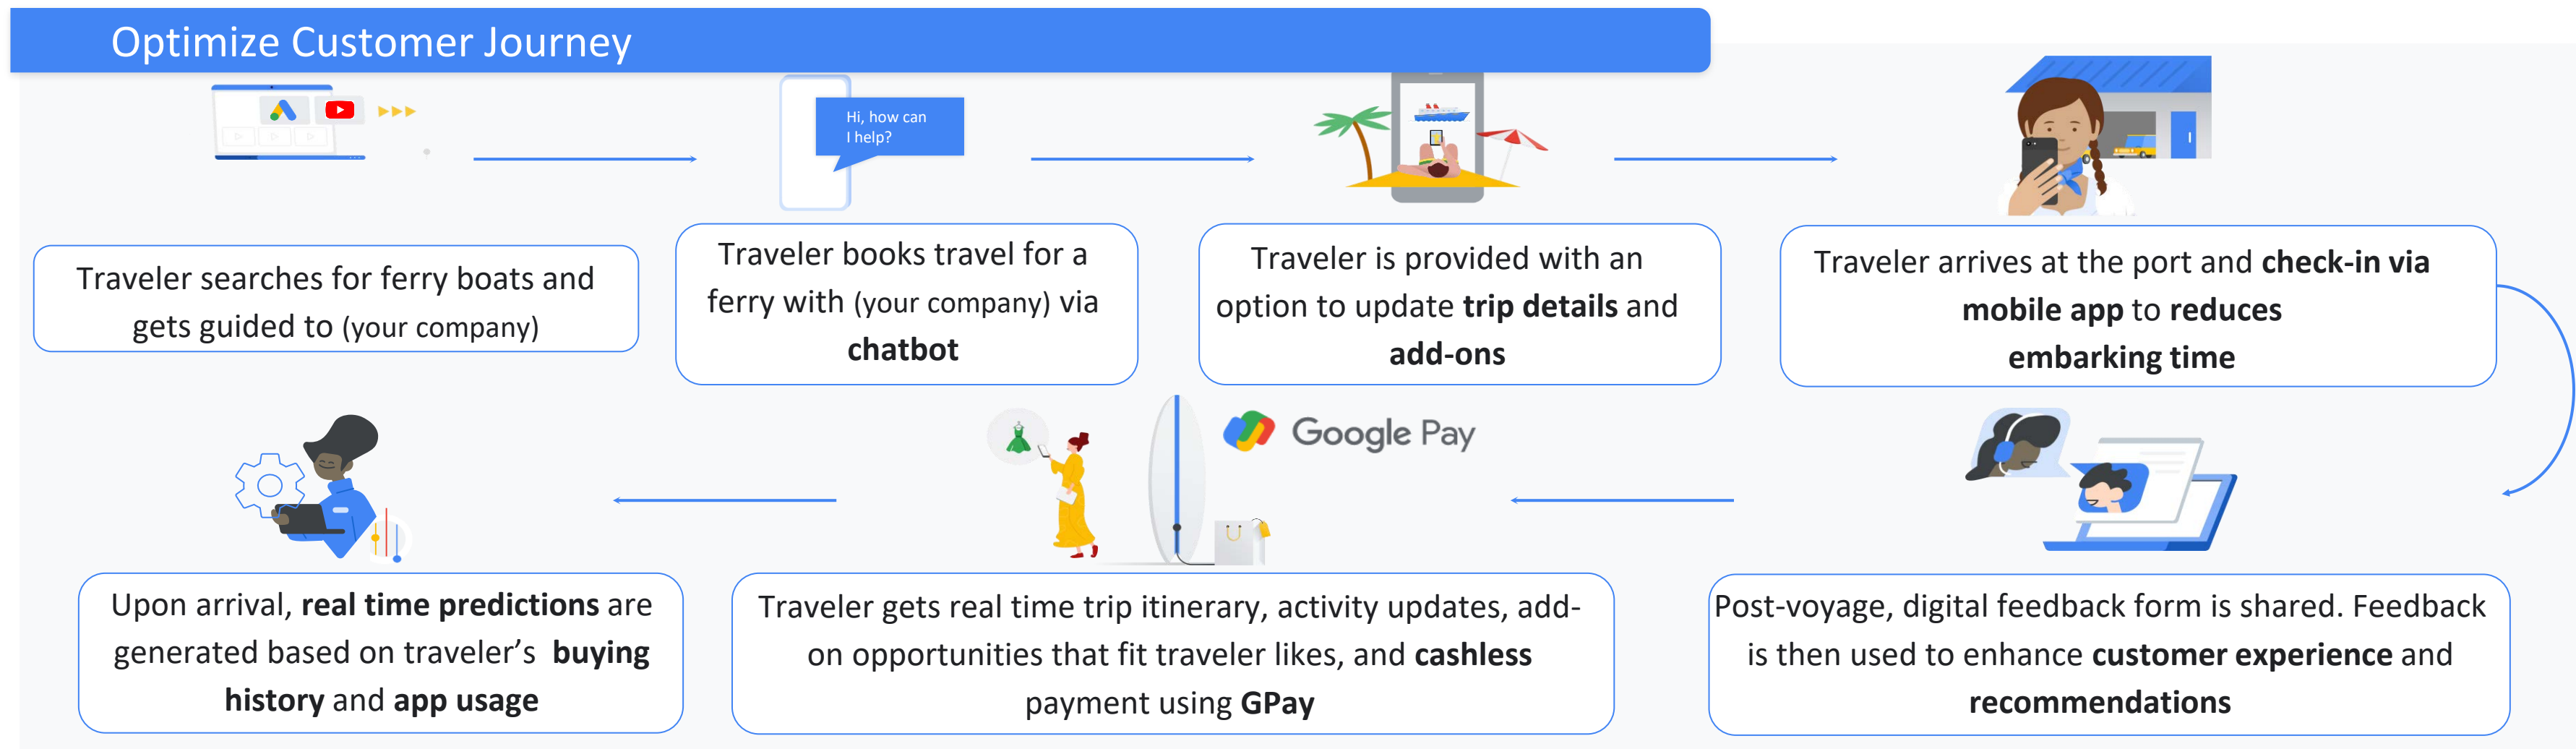 Optimize Customer Journey
Hi, how can
I help?
Traveler searches for ferry boats and
gets guided to (your company)
Traveler books travel for a
ferry with (your company) via
chatbot
Traveler is provided with an
option to update trip details and
add-ons
Traveler arrives at the port and check-in via
mobile app to reduces
embarking time
Google Pay
Upon arrival, real time predictions are
generated based on traveler’s buying
history and app usage
Traveler gets real time trip itinerary, activity updates, add-
on opportunities that fit traveler likes, and cashless
payment using GPay
Post-voyage, digital feedback form is shared. Feedback
is then used to enhance customer experience and
recommendations